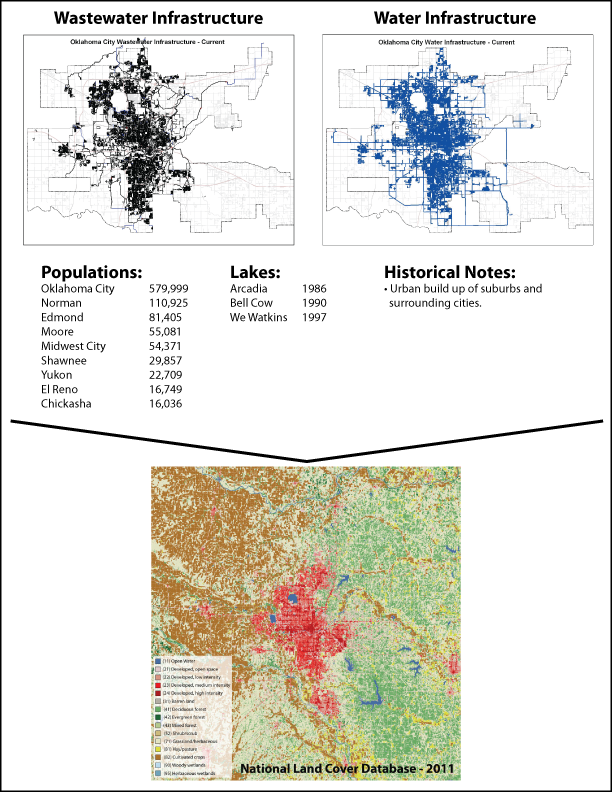 Wastewater Infrastructure
Water Infrastructure
Oklahoma City Wastewater Infrastructure - Current
Oklahoma City Water Infrastructure - Current
Populations:
Oklahoma City 579,999
Norman 110,925
Edmond 81,405
Moore 55,081
Midwest City 54,371
Shawnee 29,857
Yukon 22,709
El Reno 16,749
Chickasha 16,036
Lakes:
Arcadia 1986
Bell Cow 1990
We Watkins 1997
Historical Notes:
• Urban build up of suburbs and
surrounding cities.
(11) Open Water
(21) Developed, open space
(22) Developed, low intensity
(23) Developed, medium intensity
(24) Developed, high intensity
(31) Barren land
(41) Deciduous forest
(42) Evergreen forest
(43) Mixed forest
(52) Shrub/scrub
(71) Grassland/herbaceous
(81) Hay/pasture
(82) Cultivated crops
(90) Woody wetlands
(95) Herbaceous wetlands
National Land Cover Database - 2011